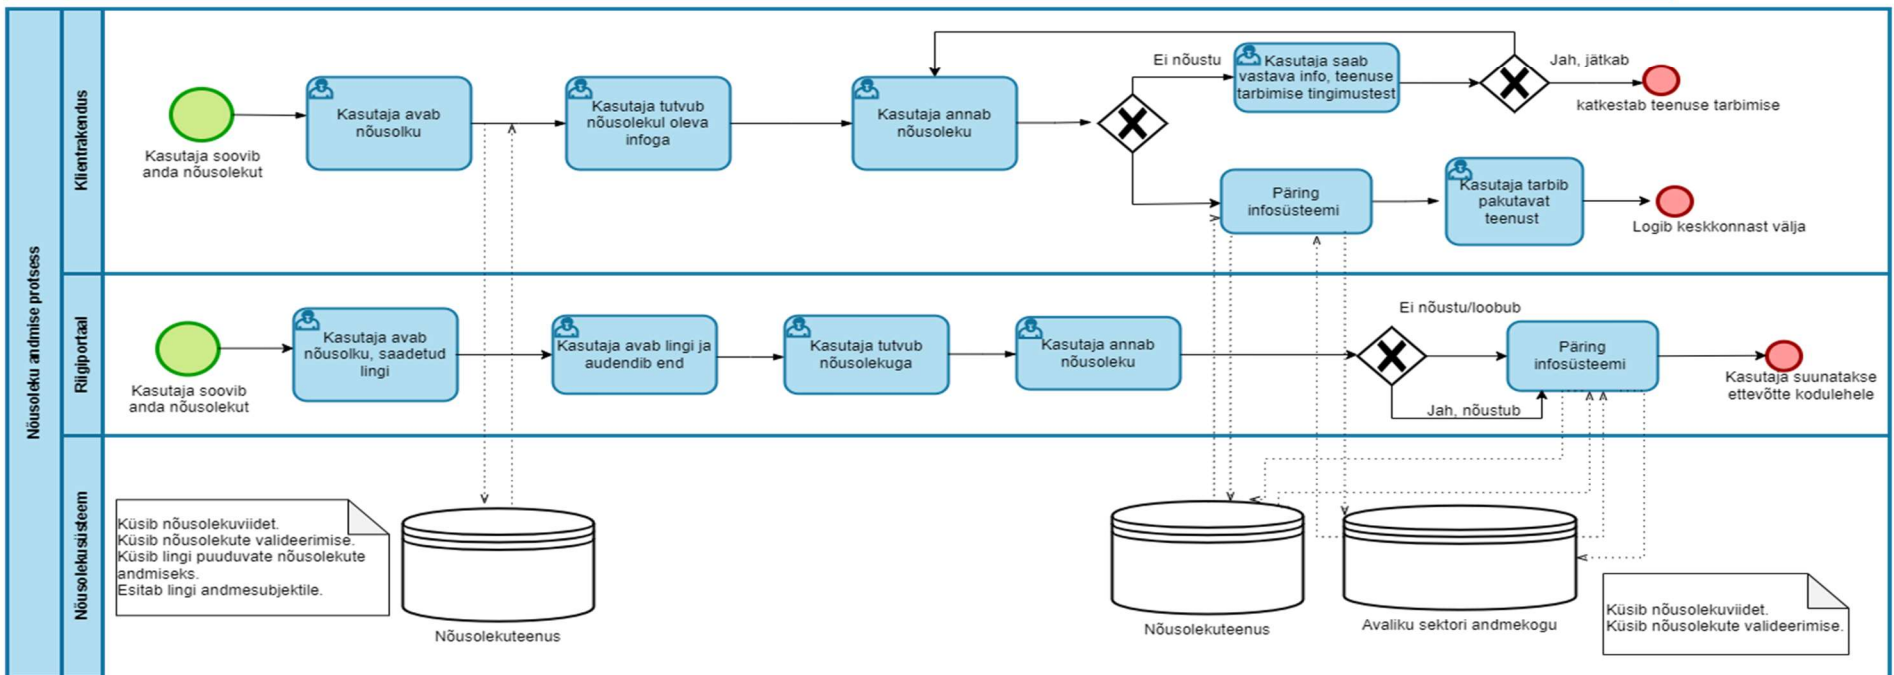 Nõusoleku andmise protsess
Klientrakendus
Kasutaja soovib
anda nõusolekut
Kasutaja avab
nõusolku
Kasutaja tutvub
nõusolekul oleva
infoga
Kasutaja annab
nõusoleku
Ei nõustu
Kasutaja saab
vastava info, teenuse
tarbimise tingimustest
Jah, jätkab
katkestab teenuse tarbimise
Päring
infosüsteemi
Kasutaja tarbib
pakutavat
teenust
Logib keskkonnast välja
Riigiportaal
Kasutaja soovib
anda nõusolekut
Kasutaja avab
nõusolku, saadetud
lingi
Kasutaja avab lingi ja
audendib end
Kasutaja tutvub
nõusolekuga
Kasutaja annab
nõusoleku
Ei nõustu/loobub
Jah, nõustub
Päring
infosüsteemi
Kasutaja suunatakse
ettevõtte kodulehele
Nõusolekusüsteem
Küsib nõusolekuviidet.
Küsib nõusolekute valideerimise.
Küsib lingi puuduvate nõusolekute
andmiseks.
Esitab lingi andmesubjektile.
Nõusolekuteenus
Nõusolekuteenus
Avaliku sektori andmekogu
Küsib nõusolekuviidet.
Küsib nõusolekute valideerimise.